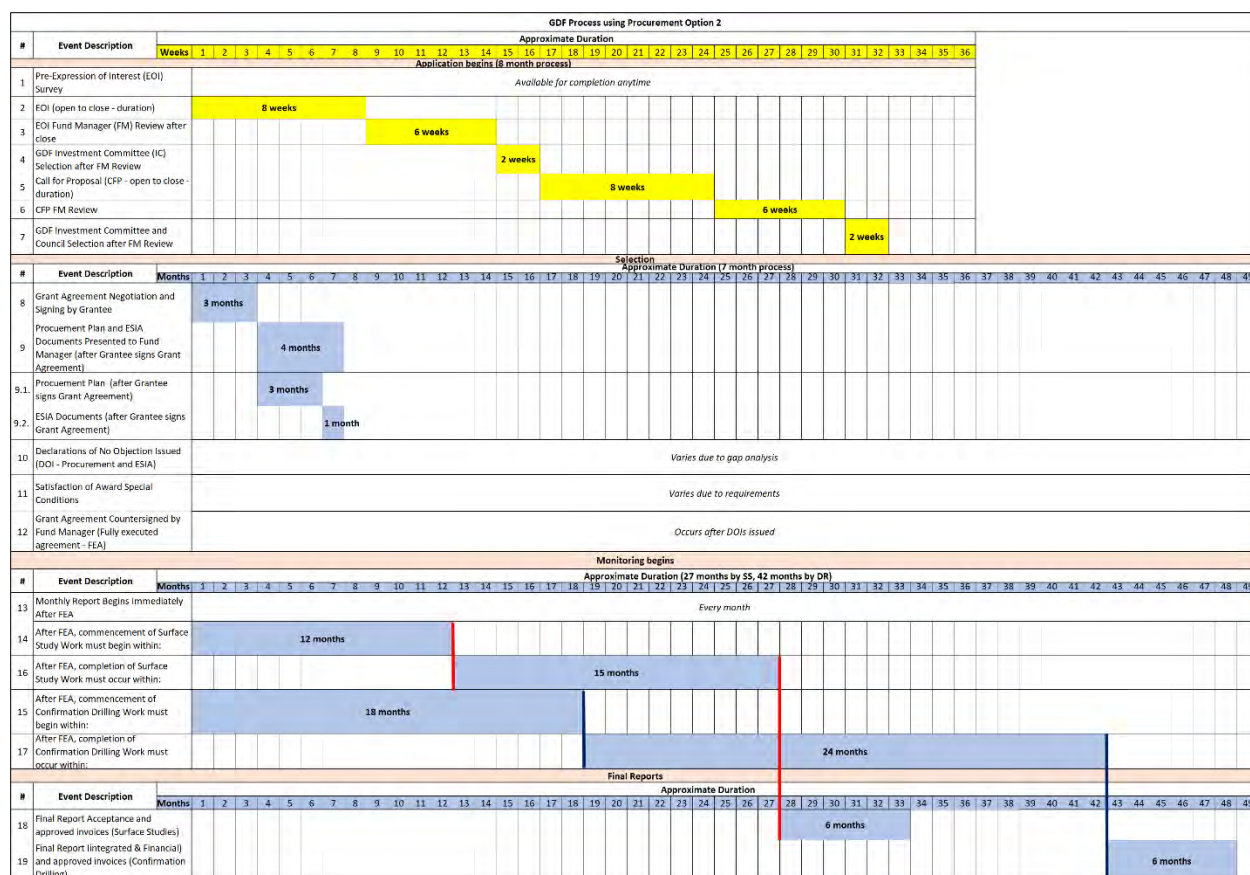 GDF Process using Procurement Option 2
# Event Description Approximate Duration
Weeks 1 2 3 4 5 6 7 8 9 10 11 12 13 14 15 16 17 18 19 20 21 22 23 24 25 26 27 28 29 30 31 32 33 34 35 36
Application begins (8 month process)
1 Pre-Expression of Interest (EOI)
Survey
Available for completion anytime
2 EOI (open to close - duration) 8 weeks
3 EOI Fund Manager (FM) Review after
close
6 weeks
4 GDF Investment Committee (IC)
Selection after FM Review
2 weeks
5 Call for Proposal (CFP - open to close -
duration)
8 weeks
6 CFP FM Review 6 weeks
7 GDF Investment Committee and
Council Selection after FM Review
2 weeks
Selection
# Event Description Approximate Duration (7 month process)
Months 1 2 3 4 5 6 7 8 9 10 11 12 13 14 15 16 17 18 19 20 21 22 23 24 25 26 27 28 29 30 31 32 33 34 35 36 37 38 39 40 41 42 43 44 45 46 47 48
8 Grant Agreement Negotiation and
Signing by Grantee
3 months
9 Procuement Plan and ESIA
Documents Presented to Fund
Manager (after Grantee signs Grant
Agreement)
4 months
9.1. Procuement Plan (after Grantee
signs Grant Agreement)
3 months
9.2. ESIA Documents (after Grantee signs
Grant Agreement)
1 month
10 Declarations of No Objection Issued
(DOI - Procurement and ESIA)
Varies due to gap analysis
11 Satisfaction of Award Special
Conditions
Varies due to requirements
12 Grant Agreement Countersigned by
Fund Manager (Fully executed
agreement - FEA)
Occurs after DOIs issued
Monitoring begins
# Event Description Approximate Duration (27 months by SS, 42 months by DR)
Months 1 2 3 4 5 6 7 8 9 10 11 12 13 14 15 16 17 18 19 20 21 22 23 24 25 26 27 28 29 30 31 32 33 34 35 36 37 38 39 40 41 42 43 44 45 46 47 48
13 Monthly Report Begins Immediately
After FEA
Every month
14 After FEA, commencement of Surface
Study Work must begin within:
12 months
16 After FEA, completion of Surface
Study Work must occur within:
15 months
15 After FEA, commencement of
Confirmation Drilling Work must
begin within:
18 months
17 After FEA, completion of
Confirmation Drilling Work must
occur within:
24 months
Final Reports
# Event Description Approximate Duration
Months 1 2 3 4 5 6 7 8 9 10 11 12 13 14 15 16 17 18 19 20 21 22 23 24 25 26 27 28 29 30 31 32 33 34 35 36 37 38 39 40 41 42 43 44 45 46 47 48
18 Final Report Acceptance and
approved invoices (Surface Studies)
6 months
19 Final Report (integrated & Financial)
and approved invoices (Confirmation
Drilling)
6 months